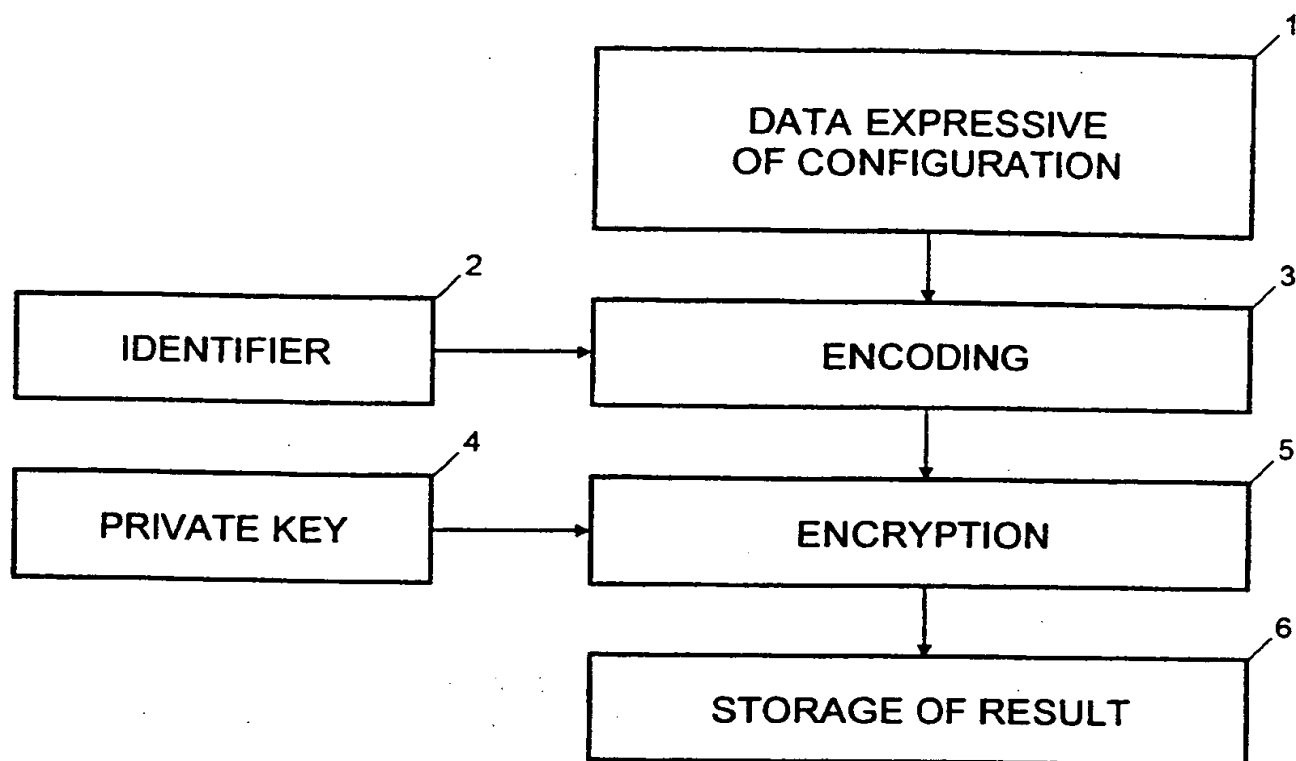 1
DATA EXPRESSIVE
OF CONFIGURATION
2
IDENTIFIER
3
ENCODING
4
PRIVATE KEY
5
ENCRYPTION
6
STORAGE OF RESULT